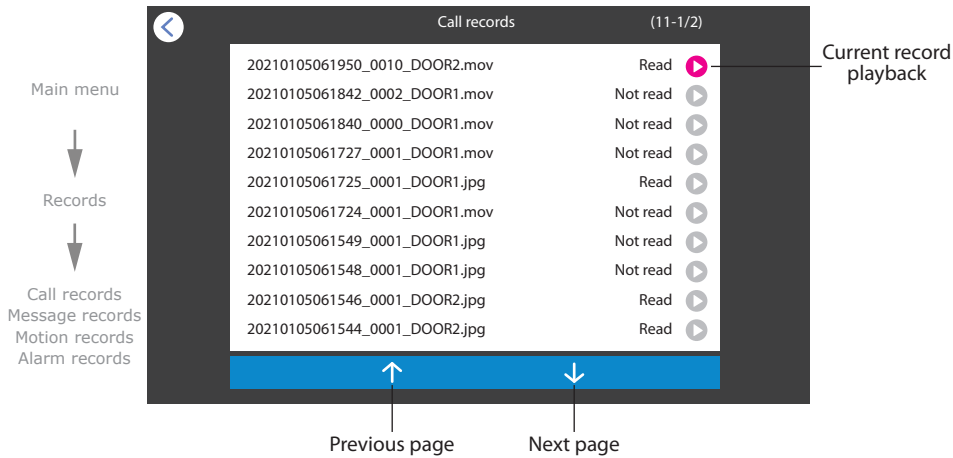 Call records (11-1/2)
20210105061950_0010_DOOR2.mov Read
20210105061842_0002_DOOR1.mov Not read
20210105061840_0000_DOOR1.mov Not read
20210105061727_0001_DOOR1.mov Not read
20210105061725_0001_DOOR1.jpg Read
20210105061724_0001_DOOR1.mov Not read
20210105061549_0001_DOOR1.jpg Not read
20210105061548_0001_DOOR1.jpg Not read
20210105061546_0001_DOOR2.jpg Read
20210105061544_0001_DOOR2.jpg Read
Current record
playback
Main menu
Records
Call records
Message records
Motion records
Alarm records
Previous page
Next page